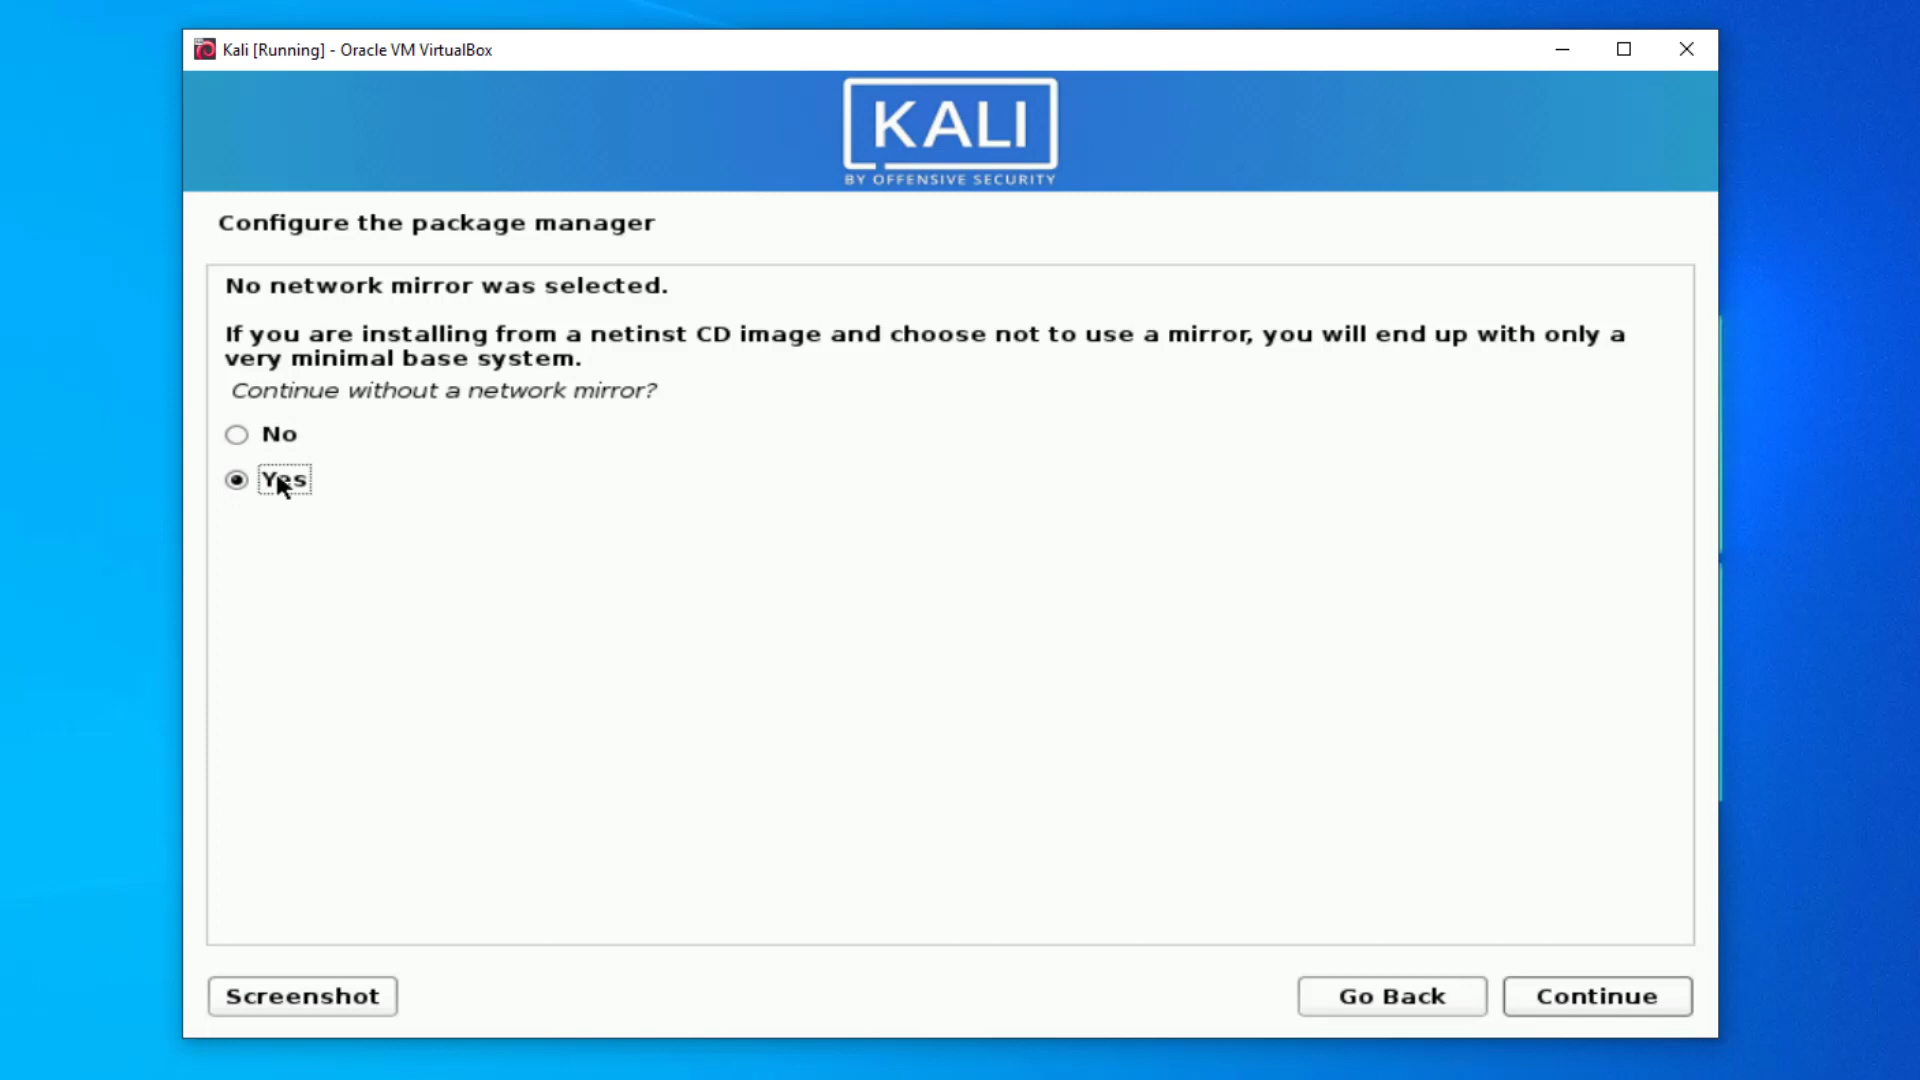 Kali [Running] - Oracle VM VirtualBox
KALI
BY OFFENSIVE SECURITY
Configure the package manager
No network mirror was selected.
If you are installing from a netinst CD image and choose not to use a mirror, you will end up with only a
very minimal base system.
Continue without a network mirror?
No
Yes
Screenshot
Go Back
Continue